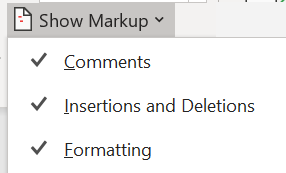 Show Markup
Comments
Insertions and Deletions
Formatting